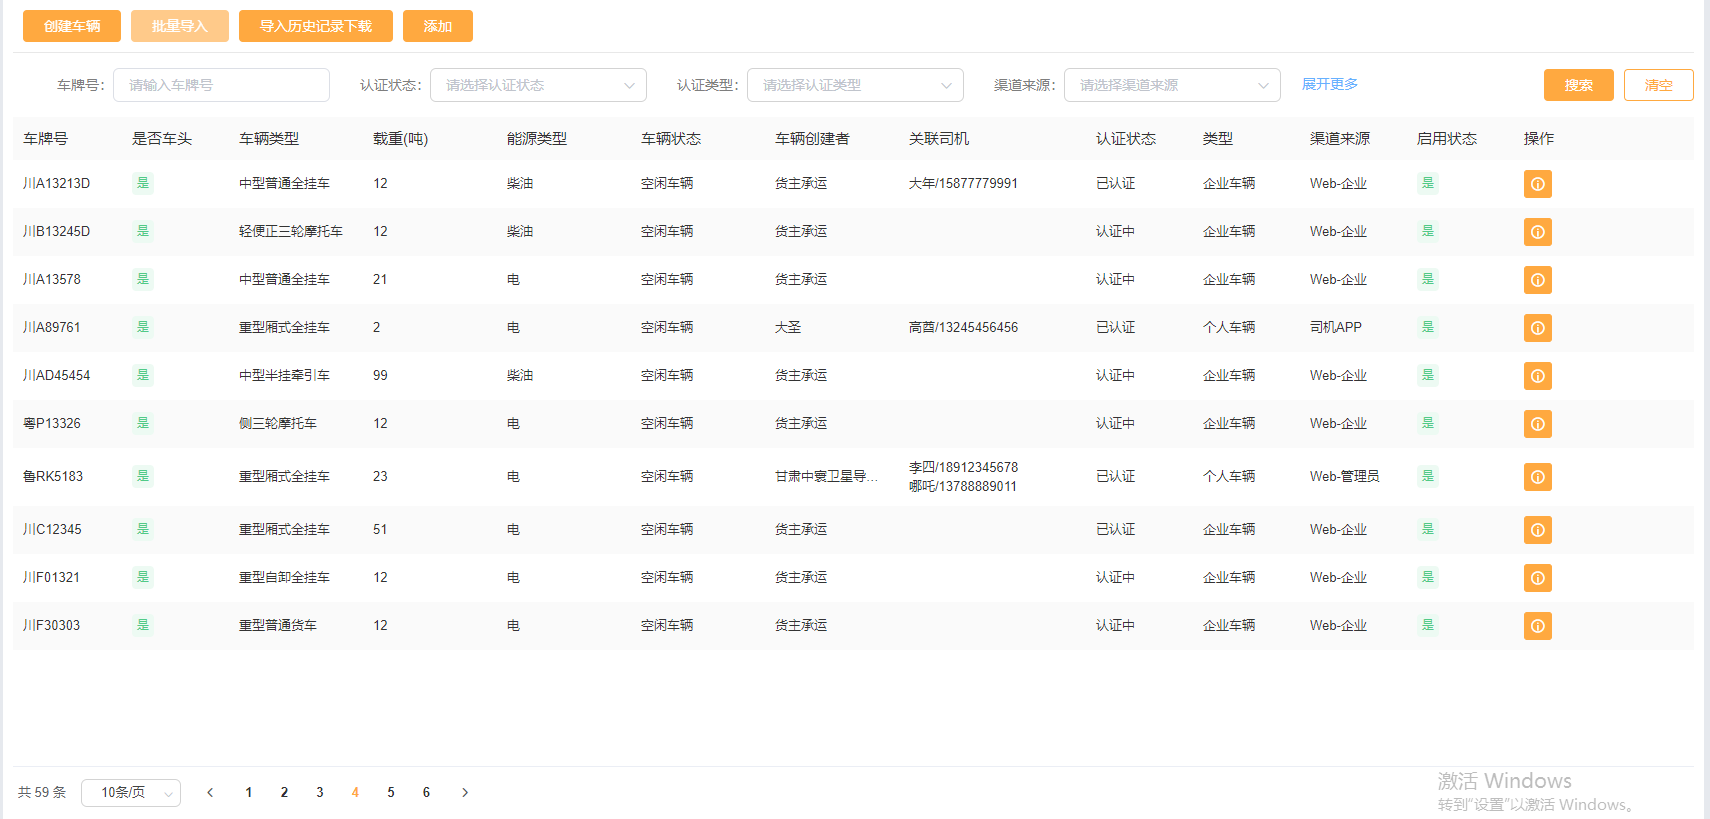 创建车辆 批量导入 导入历史记录下载 添加
车牌号: 请输入车牌号 认证状态: 请选择认证状态 认证类型: 请选择认证类型 渠道来源: 请选择渠道来源 展开更多 搜索 清空
车牌号 是否车头 车辆类型 载重(吨) 能源类型 车辆状态 车辆创建者 关联司机 认证状态 类型 渠道来源 启用状态 操作
川A13213D 是 中型普通全挂车 12 柴油 空闲车辆 货主承运 大年/15877779991 已认证 企业车辆 Web-企业 是
川B13245D 是 轻便正三轮摩托车 12 柴油 空闲车辆 货主承运 认证中 企业车辆 Web-企业 是
川A13578 是 中型普通全挂车 21 电 空闲车辆 货主承运 认证中 企业车辆 Web-企业 是
川A89761 是 重型厢式全挂车 2 电 空闲车辆 大圣 高酋/13245456456 已认证 个人车辆 司机APP 是
川AD45454 是 中型半挂牵引车 99 柴油 空闲车辆 货主承运 认证中 企业车辆 Web-企业 是
粤P13326 是 侧三轮摩托车 12 电 空闲车辆 货主承运 认证中 企业车辆 Web-企业 是
鲁RK5183 是 重型厢式全挂车 23 电 空闲车辆 甘肃中寰卫星导... 李四/18912345678 已认证 个人车辆 Web-管理员 是
哪吒/13788889011
川C12345 是 重型厢式全挂车 51 电 空闲车辆 货主承运 已认证 企业车辆 Web-企业 是
川F01321 是 重型自卸全挂车 12 电 空闲车辆 货主承运 认证中 企业车辆 Web-企业 是
川F30303 是 重型普通货车 12 电 空闲车辆 货主承运 认证中 企业车辆 Web-企业 是
共 59 条 10条/页 1 2 3 4 5 6
激活 Windows
转到“设置”以激活 Windows。